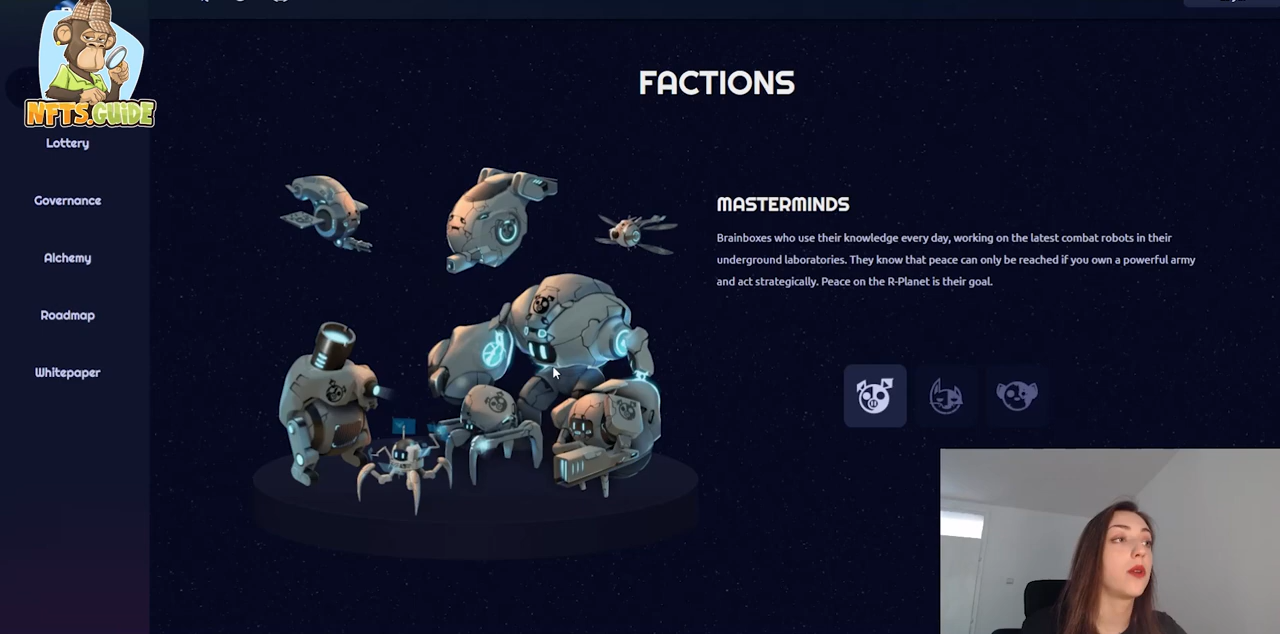 NFTS.GUIDE
Lottery
Governance
Alchemy
Roadmap
Whitepaper
FACTIONS
MASTERMINDS
Brainboxes who use their knowledge every day, working on the latest combat robots in their
underground laboratories. They know that peace can only be reached if you own a powerful army
and act strategically. Peace on the R-Planet is their goal.